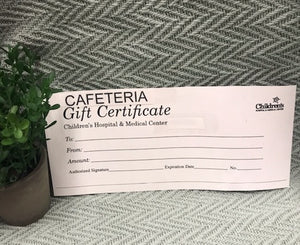 CAFETERIA
Gift Certificate
Children's Hospital & Medical Center
Children's
To:
From:
Amount:
Authorized Signature Expiration Date No.